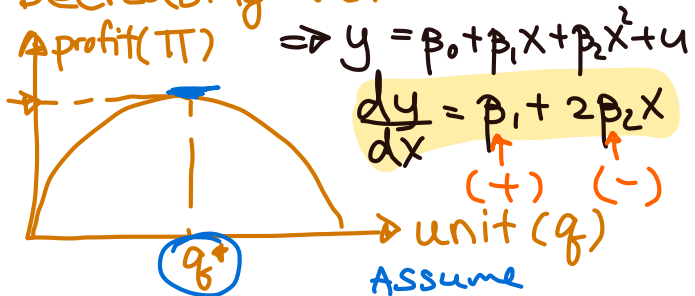 profit(π)
⇒ y = β₀+β₁x+β₂x²+u
dy/dx = β₁ + 2β₂x
(+) (-)
unit (q)
q*
Assume